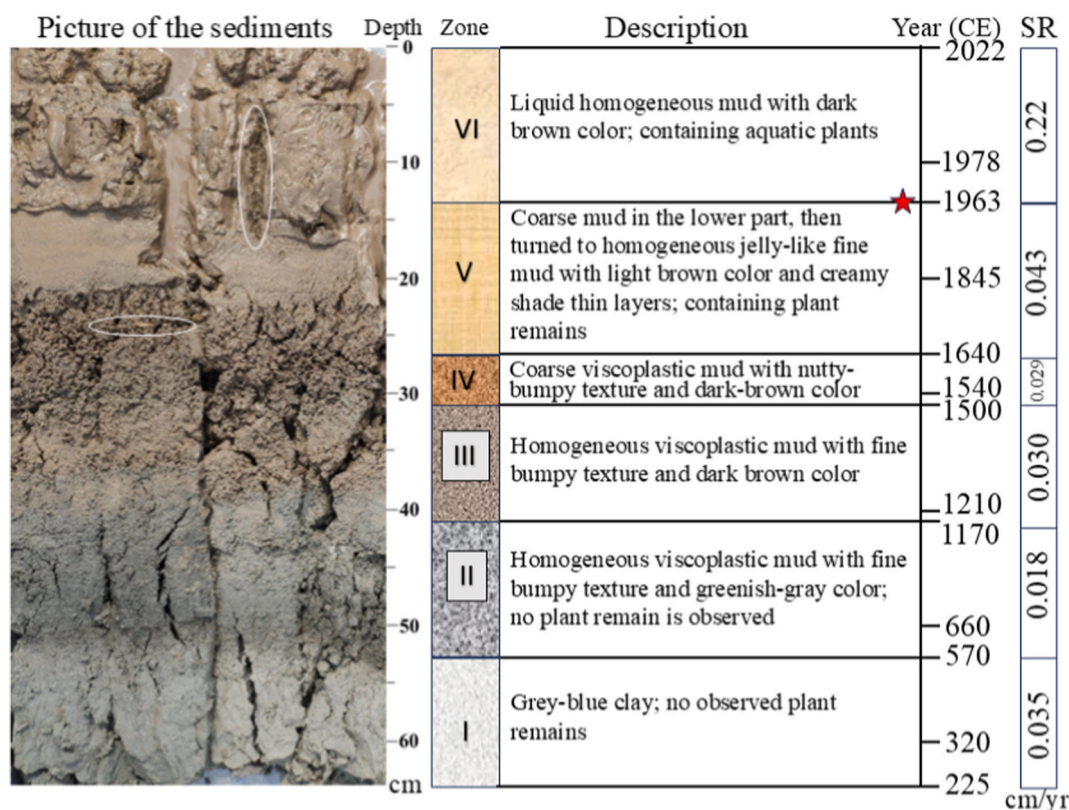 Picture of the sediments Depth Zone Description Year (CE) SR
0 2022
Liquid homogeneous mud with dark
VI brown color; containing aquatic plants 0.22
10 1978
1963
Coarse mud in the lower part, then
turned to homogeneous jelly-like fine
20 V mud with light brown color and creamy 1845 0.043
shade thin layers; containing plant
remains
1640
Coarse viscoplastic mud with nutty-
30 IV bumpy texture and dark-brown color 1540 0.029
1500
Homogeneous viscoplastic mud with fine
III bumpy texture and dark brown color 0.030
40 1210
1170
Homogeneous viscoplastic mud with fine
II bumpy texture and greenish-gray color; 0.018
50 no plant remain is observed 660
570
Grey-blue clay; no observed plant
I remains 0.035
60 320
cm 225
cm/yr